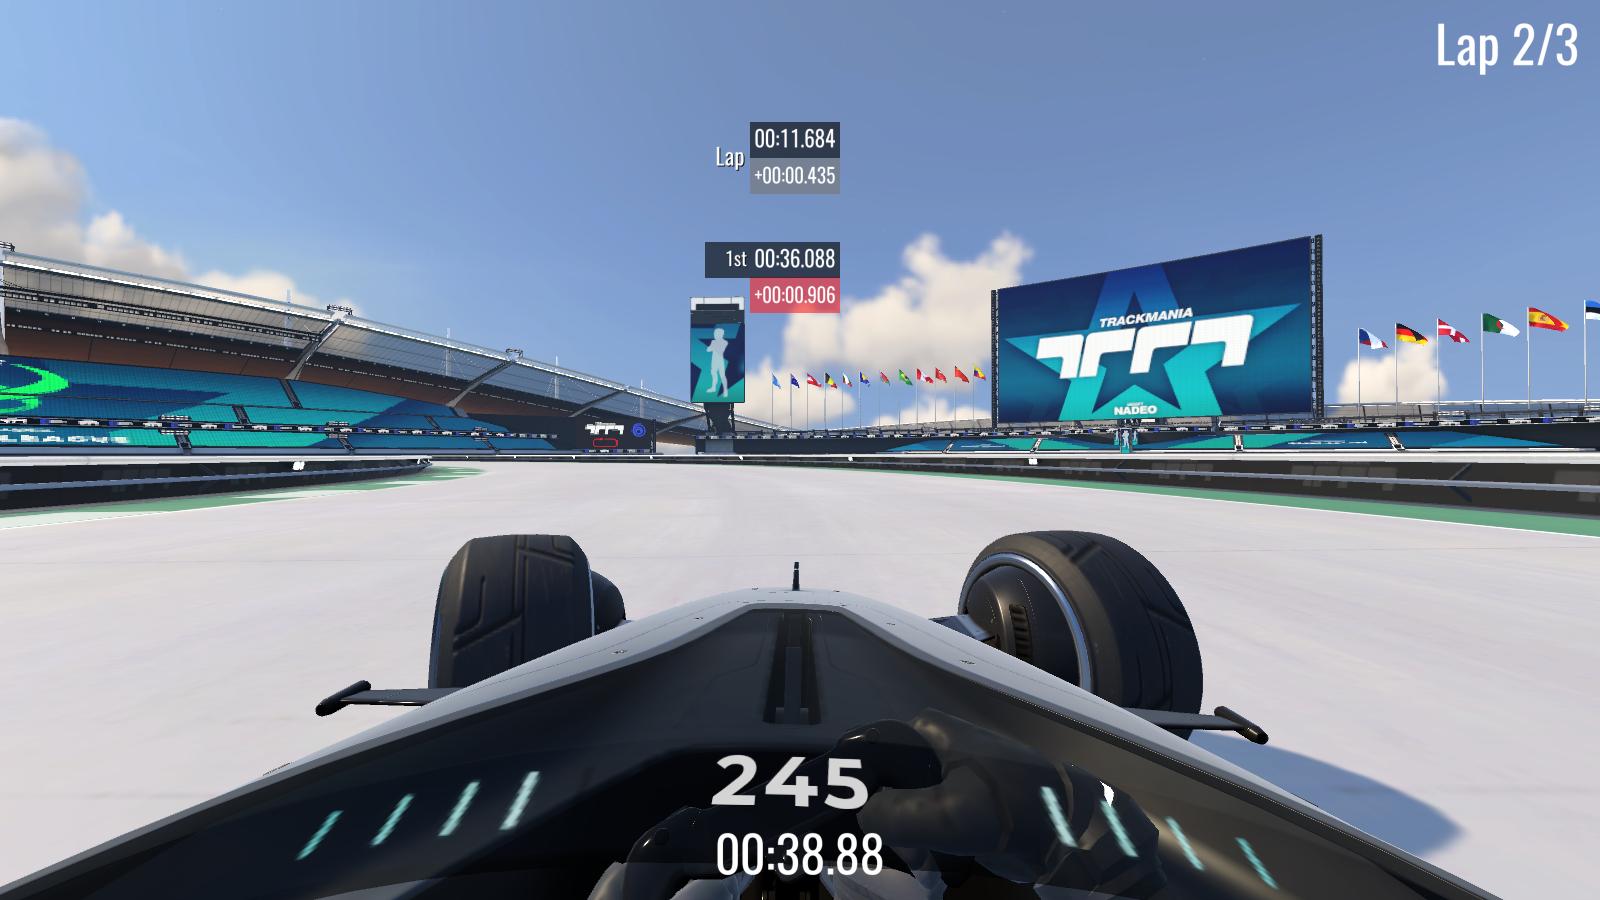 Lap 2/3
00:11.684
Lap
+00:00.435
1st 00:36.088
+00:00.906
TRACKMANIA
NADEO
LEAGUE
245
00:38.88